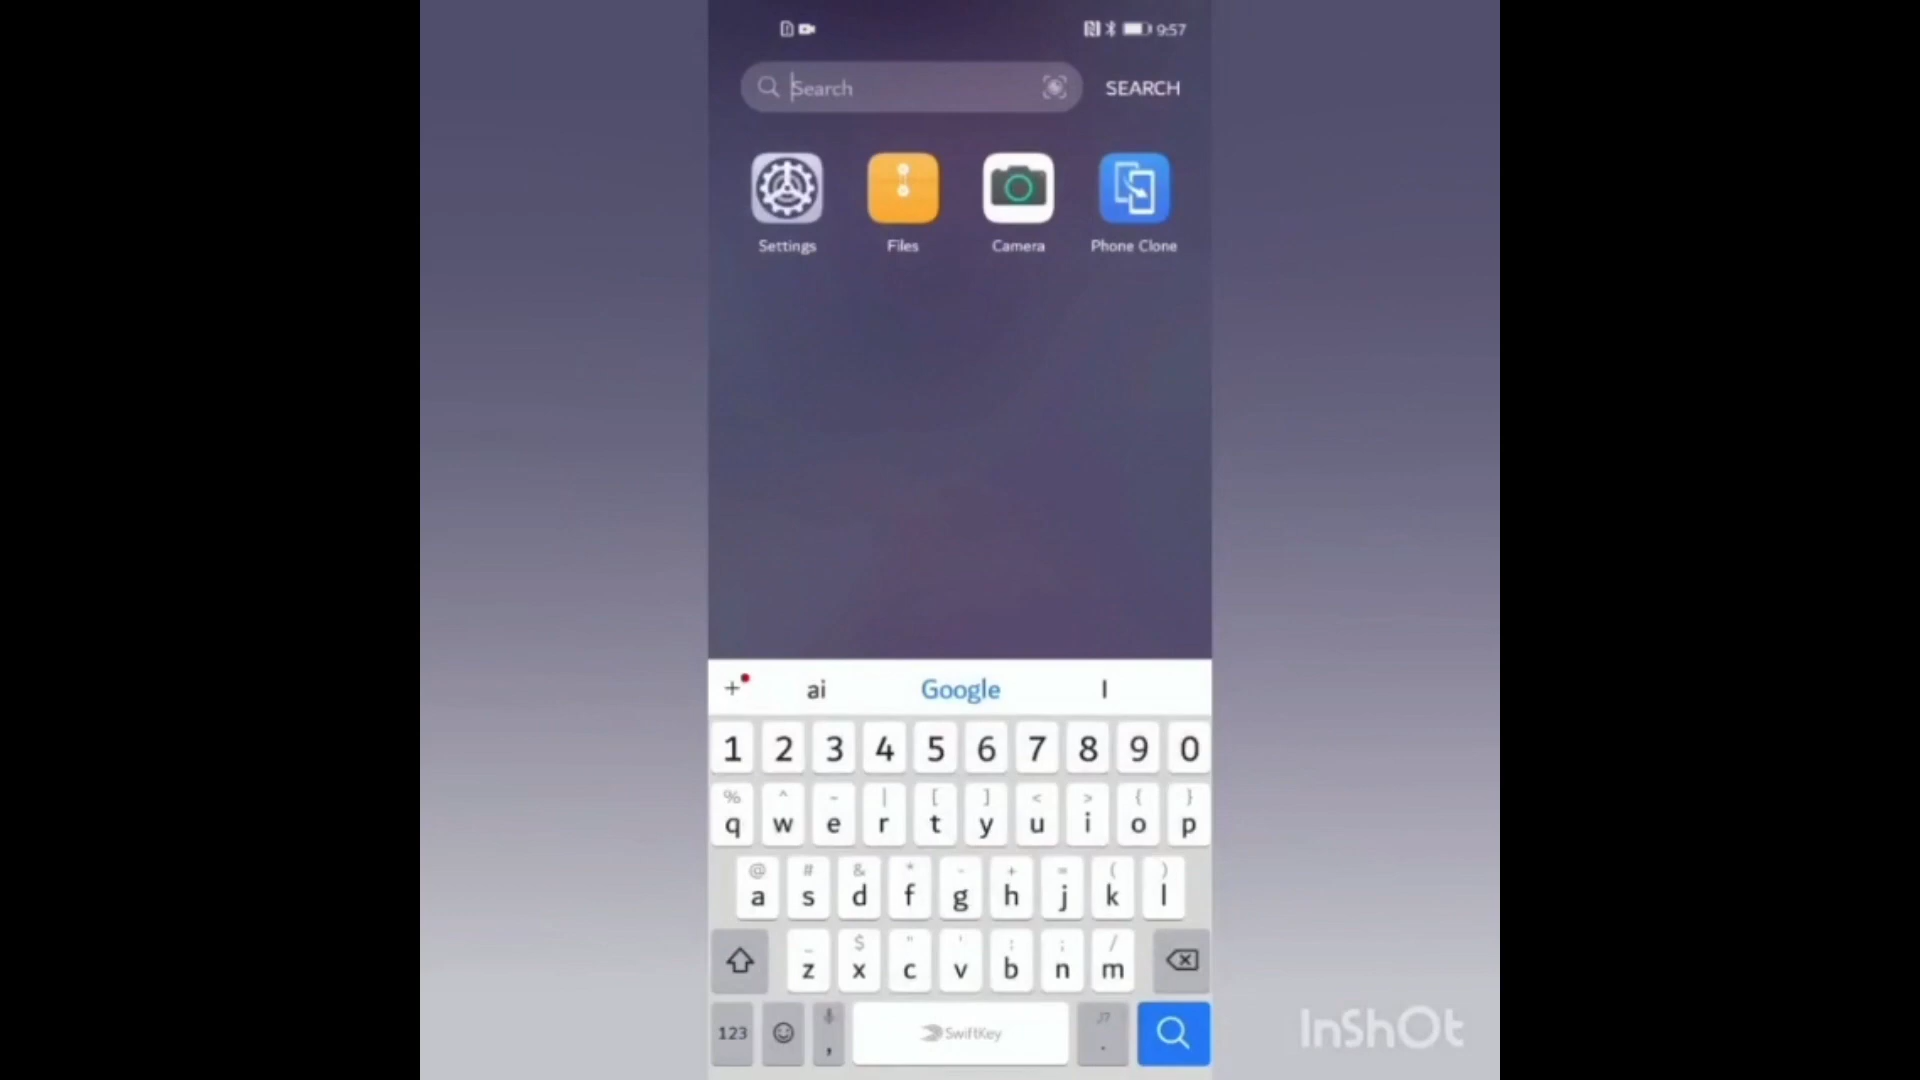 9:57
Search SEARCH
Settings Files Camera Phone Clone
+ ai Google I
1 2 3 4 5 6 7 8 9 0
% ^ ~ | [ ] < > { }
q w e r t y u i o p
@ # & * - + = ( )
a s d f g h j k l
_ $ " ' : ; /
z x c v b n m
123 , SwiftKey .
InShOt